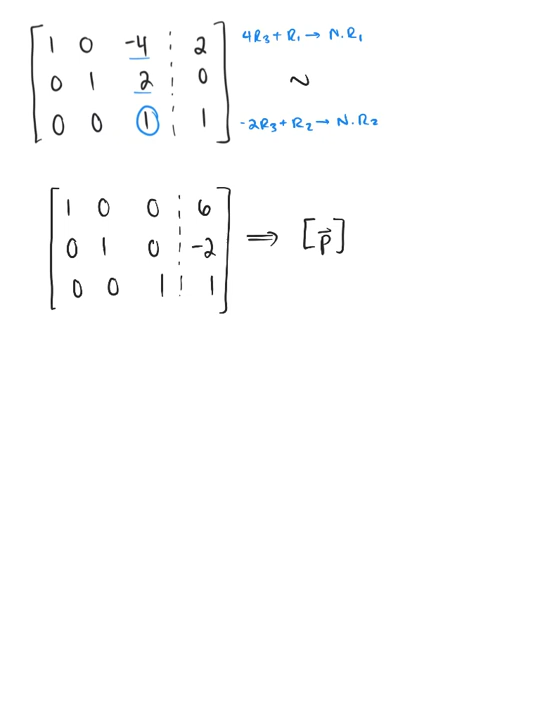 1 0 -4 ¦ 2 4R₃ + R₁ → N.R₁
0 1 2 ¦ 0 ~
0 0 1 ¦ 1 -2R₃ + R₂ → N.R₂
1 0 0 ¦ 6
0 1 0 ¦ -2 ⟹ [p⃗]
0 0 1 ¦ 1